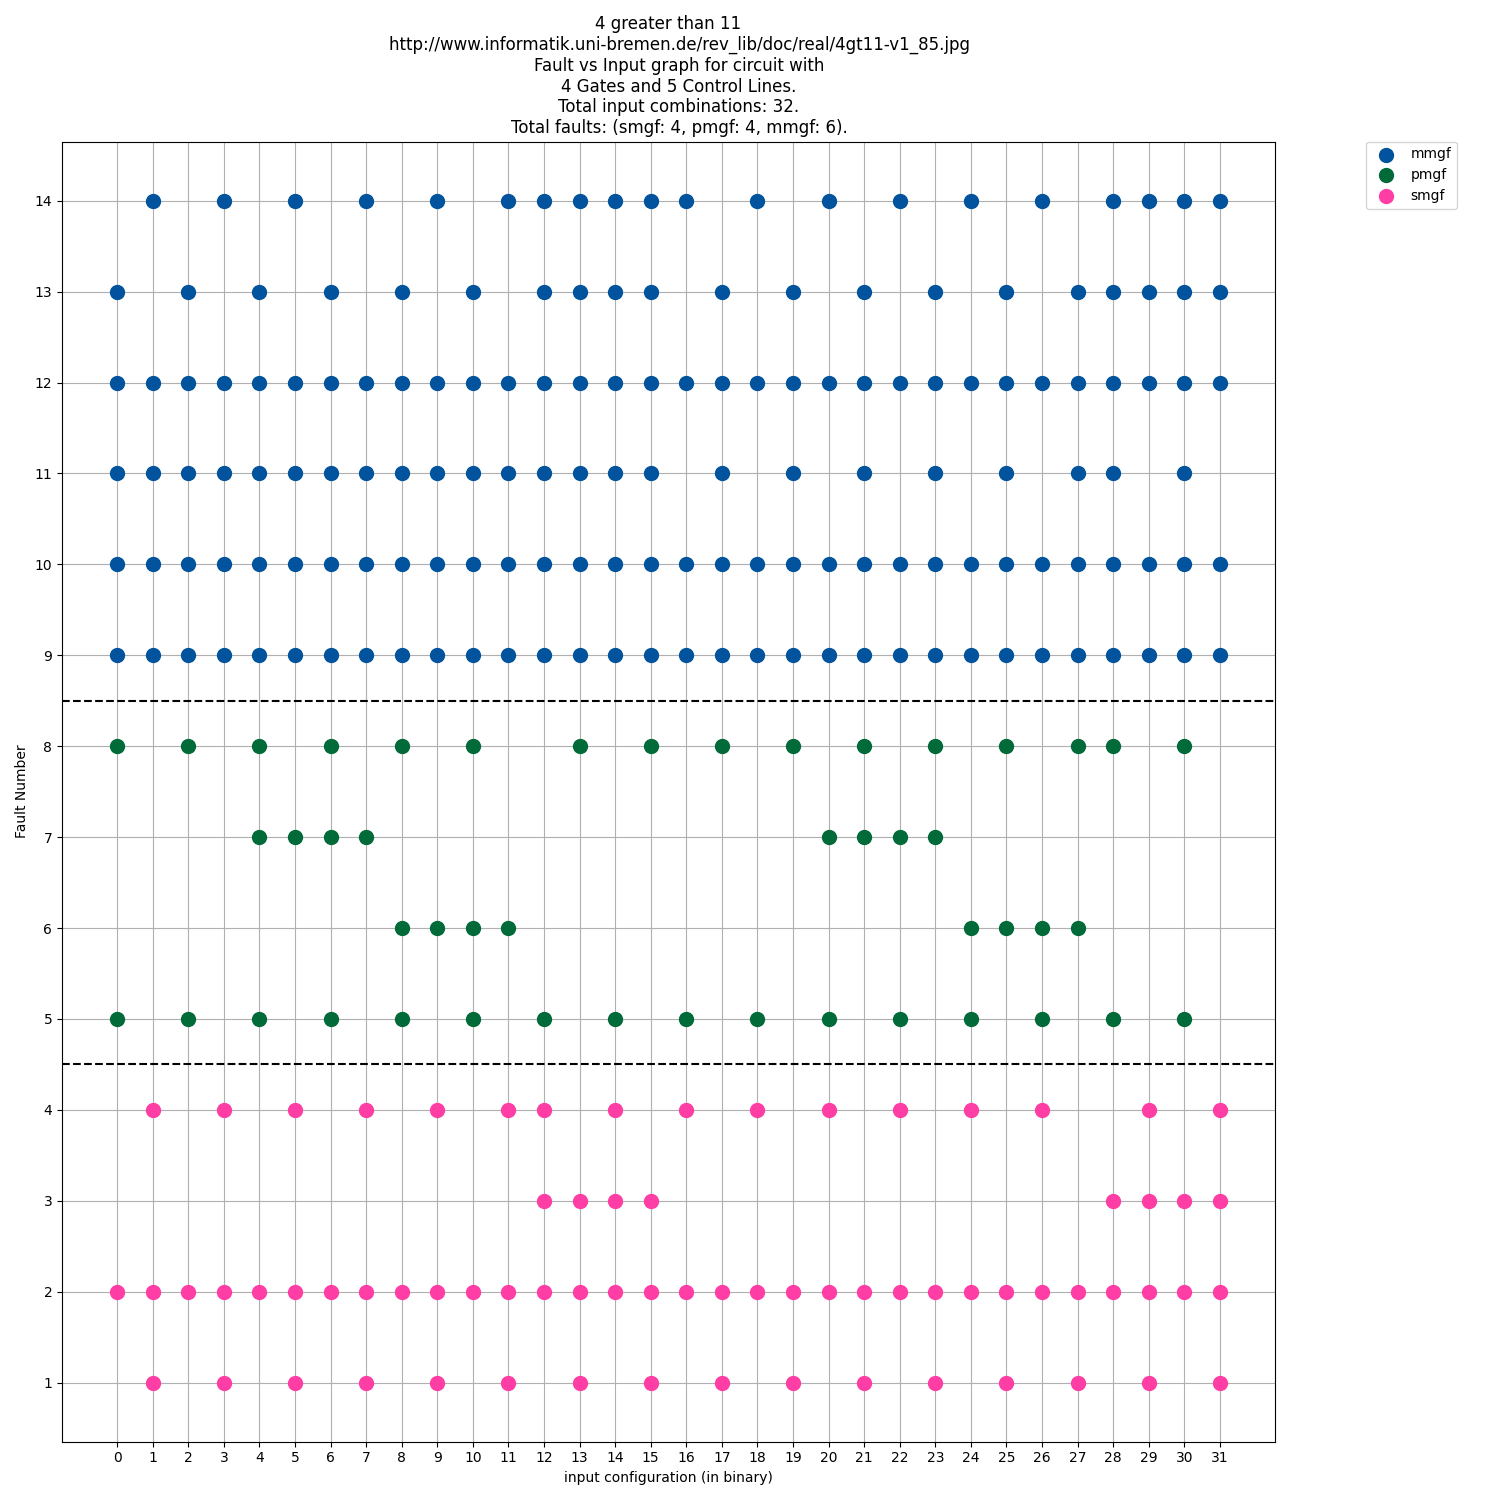 4 greater than 11
http://www.informatik.uni-bremen.de/rev_lib/doc/real/4gt11-v1_85.jpg
Fault vs Input graph for circuit with
4 Gates and 5 Control Lines.
Total input combinations: 32.
Total faults: (smgf: 4, pmgf: 4, mmgf: 6).
mmgf
pmgf
smgf
14
13
12
11
10
9
8
7
6
5
4
3
2
1
Fault Number
0 1 2 3 4 5 6 7 8 9 10 11 12 13 14 15 16 17 18 19 20 21 22 23 24 25 26 27 28 29 30 31
input configuration (in binary)